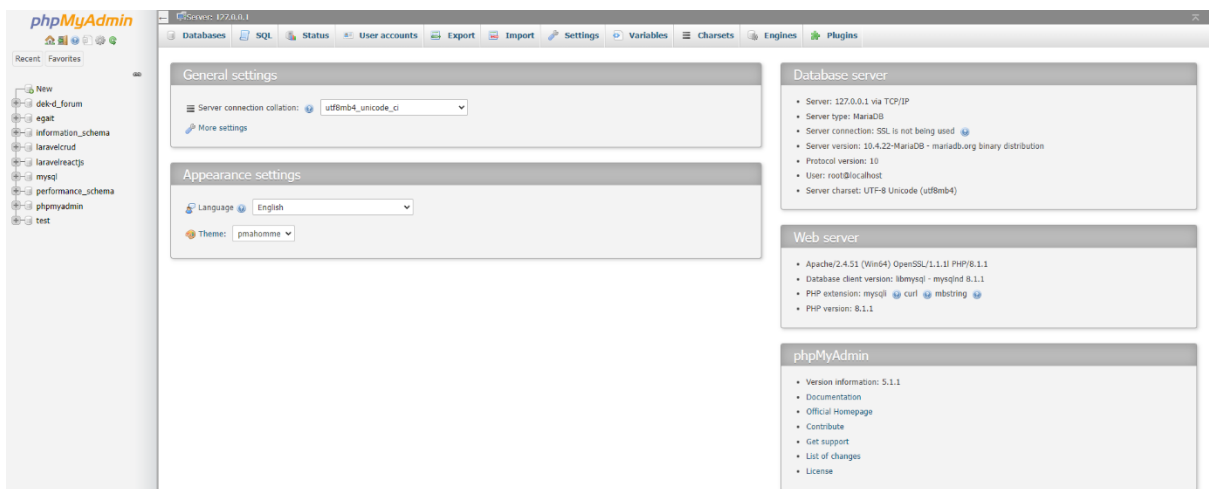 phpMyAdmin
Recent Favorites
New
dek-d_forum
egait
information_schema
laravelcrud
laravelreactjs
mysql
performance_schema
phpmyadmin
test
Server: 127.0.0.1
Databases SQL Status User accounts Export Import Settings Variables Charsets Engines Plugins
General settings
Server connection collation: utf8mb4_unicode_ci
More settings
Appearance settings
Language English
Theme: pmahomme
Database server
• Server: 127.0.0.1 via TCP/IP
• Server type: MariaDB
• Server connection: SSL is not being used
• Server version: 10.4.22-MariaDB - mariadb.org binary distribution
• Protocol version: 10
• User: root@localhost
• Server charset: UTF-8 Unicode (utf8mb4)
Web server
• Apache/2.4.51 (Win64) OpenSSL/1.1.1l PHP/8.1.1
• Database client version: libmysql - mysqlnd 8.1.1
• PHP extension: mysqli curl mbstring
• PHP version: 8.1.1
phpMyAdmin
• Version information: 5.1.1
• Documentation
• Official Homepage
• Contribute
• Get support
• List of changes
• License